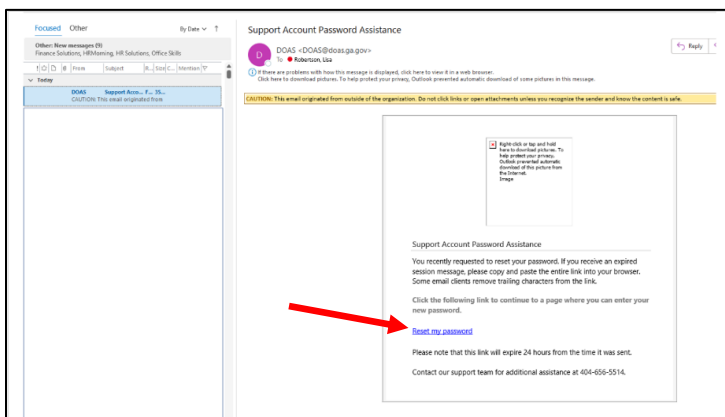 Focused Other By Date ↑
Other: New messages (9)
Finance Solutions, HRMorning, HR Solutions, Office Skills
From Subject R... Size C... Mention
Today
DOAS Support Acco... F... 35...
CAUTION: This email originated from
Support Account Password Assistance
D
DOAS <DOAS@doas.ga.gov>
To Robertson, Lisa
Reply
If there are problems with how this message is displayed, click here to view it in a web browser.
Click here to download pictures. To help protect your privacy, Outlook prevented automatic download of some pictures in this message.
CAUTION: This email originated from outside of the organization. Do not click links or open attachments unless you recognize the sender and know the content is safe.
Right-click or tap and hold
here to download pictures. To
help protect your privacy,
Outlook prevented automatic
download of this picture from
the Internet.
Image
Support Account Password Assistance
You recently requested to reset your password. If you receive an expired
session message, please copy and paste the entire link into your browser.
Some email clients remove trailing characters from the link.
Click the following link to continue to a page where you can enter your
new password.
Reset my password
Please note that this link will expire 24 hours from the time it was sent.
Contact our support team for additional assistance at 404-656-5514.